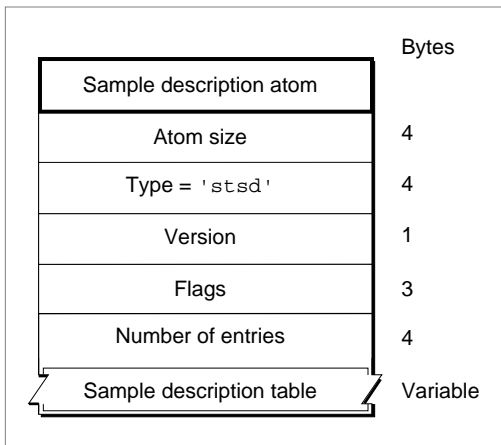 Bytes
Sample description atom
Atom size 4
Type = 'stsd' 4
Version 1
Flags 3
Number of entries 4
Sample description table Variable